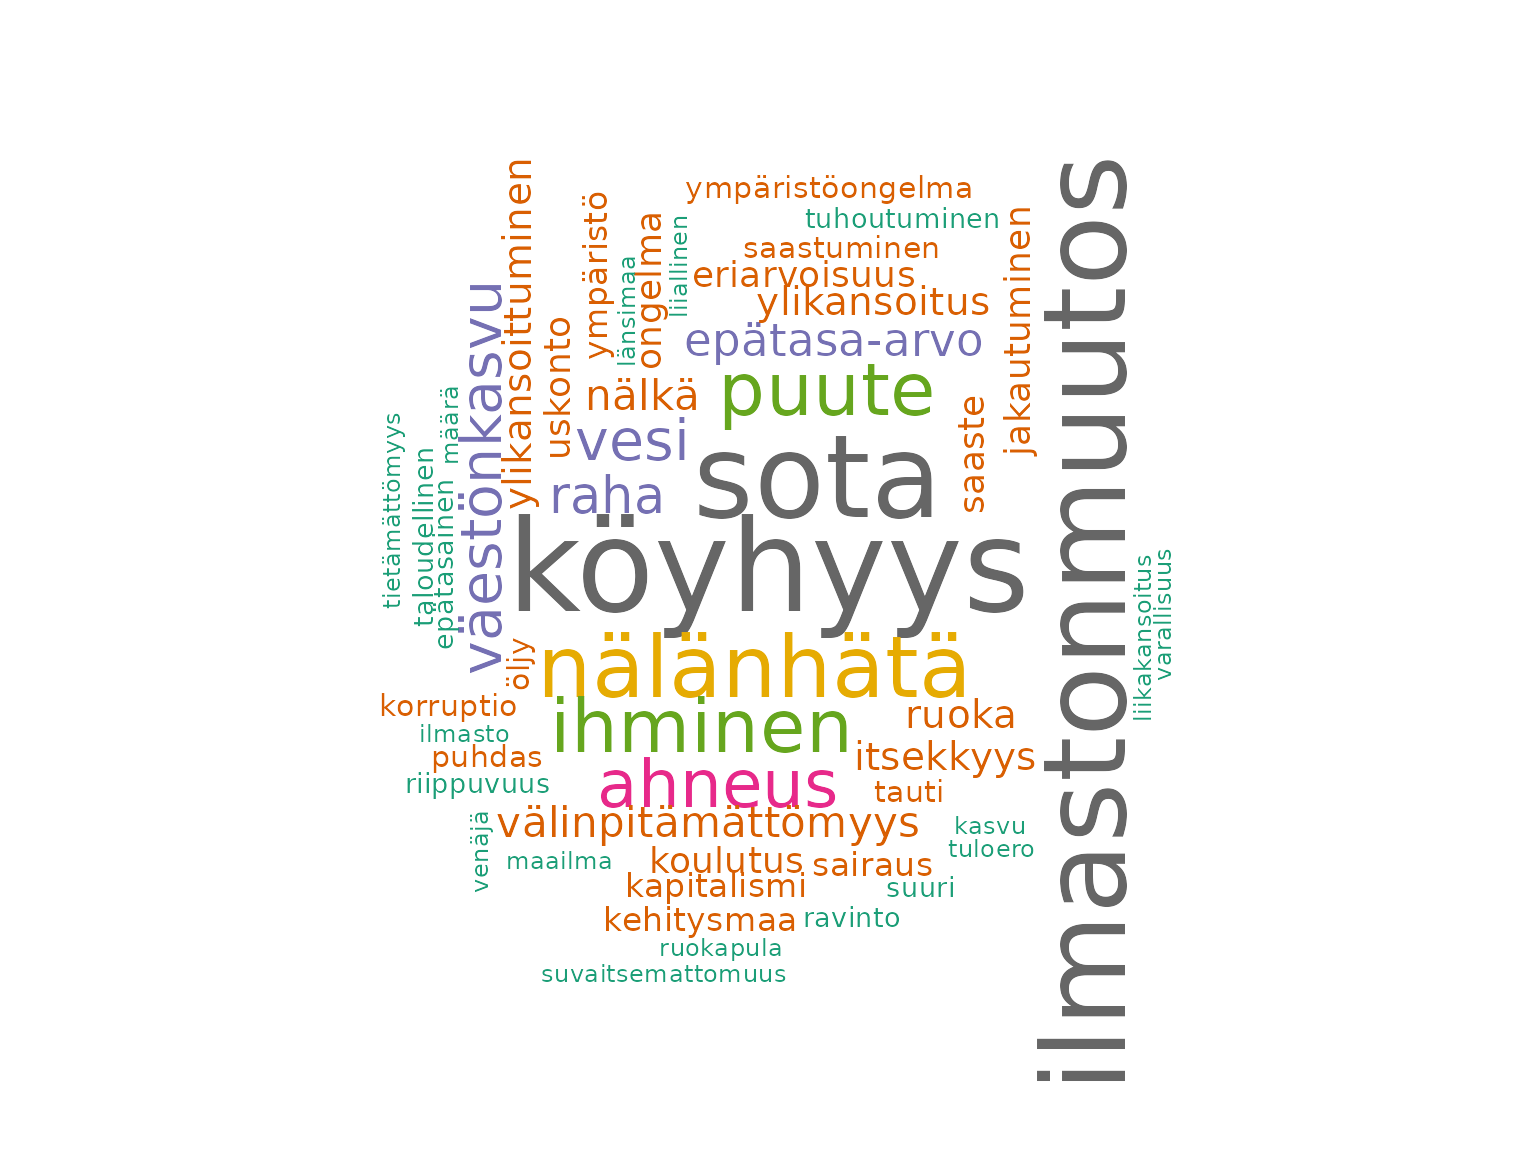 ympäristöongelma
tuhoutuminen
saastuminen
eriarvoisuus
ylikansoitus
epätasa-arvo
puute
nälkä
vesi
sota
raha
köyhyys
nälänhätä
ihminen
ahneus
ruoka
itsekkyys
tauti
korruptio
ilmasto
puhdas
riippuvuus
välinpitämättömyys
kasvu
tuloero
maailma
koulutus
sairaus
kapitalismi
suuri
kehitysmaa
ravinto
ruokapula
suvaitsemattomuus
tietämättömyys
taloudellinen
epätasainen
määrä
väestönkasvu
ylikansoittuminen
uskonto
ympäristö
länsimaa
ongelma
liiallinen
saaste
jakautuminen
ilmastonmuutos
liikakansoitus
varallisuus
öljy
venäjä